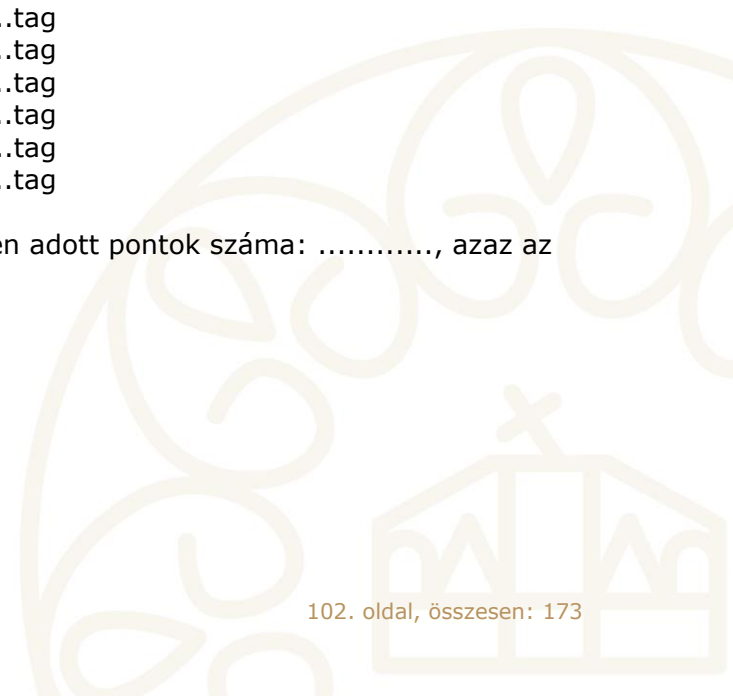 ..tag
..tag
..tag
..tag
..tag
..tag
en adott pontok száma: ............, azaz az
102. oldal, összesen: 173